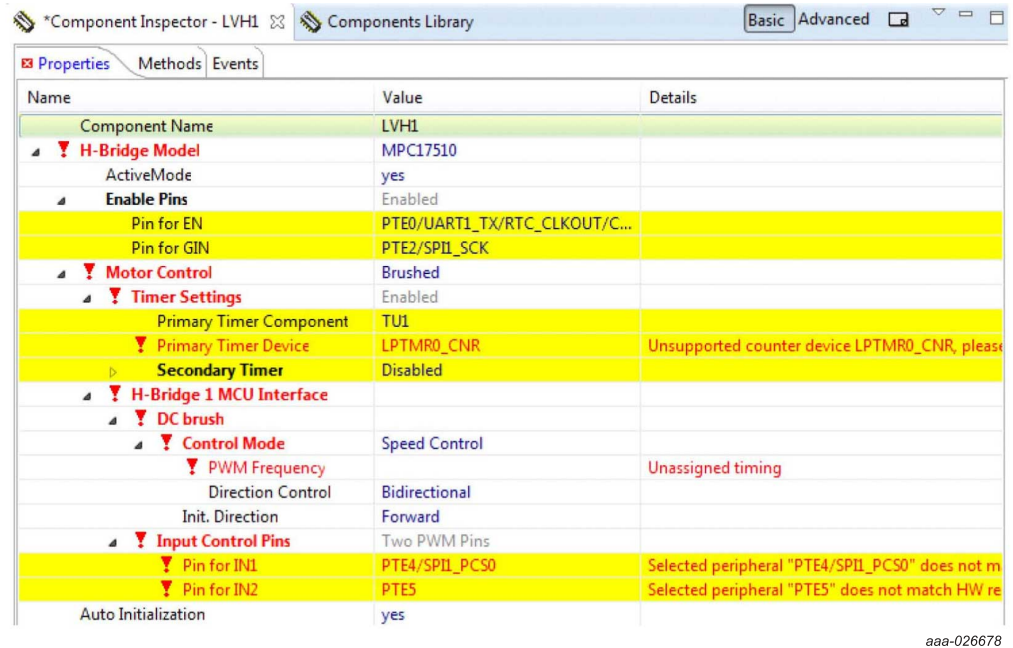 *Component Inspector - LVH1 Components Library Basic Advanced
Properties Methods Events
Name Value Details
Component Name LVH1
H-Bridge Model MPC17510
ActiveMode yes
Enable Pins Enabled
Pin for EN PTE0/UART1_TX/RTC_CLKOUT/C...
Pin for GIN PTE2/SPI1_SCK
Motor Control Brushed
Timer Settings Enabled
Primary Timer Component TU1
Primary Timer Device LPTMR0_CNR Unsupported counter device LPTMR0_CNR, please
Secondary Timer Disabled
H-Bridge 1 MCU Interface
DC brush
Control Mode Speed Control
PWM Frequency Unassigned timing
Direction Control Bidirectional
Init. Direction Forward
Input Control Pins Two PWM Pins
Pin for IN1 PTE4/SPI1_PCS0 Selected peripheral "PTE4/SPI1_PCS0" does not m
Pin for IN2 PTE5 Selected peripheral "PTE5" does not match HW re
Auto Initialization yes
aaa-026678